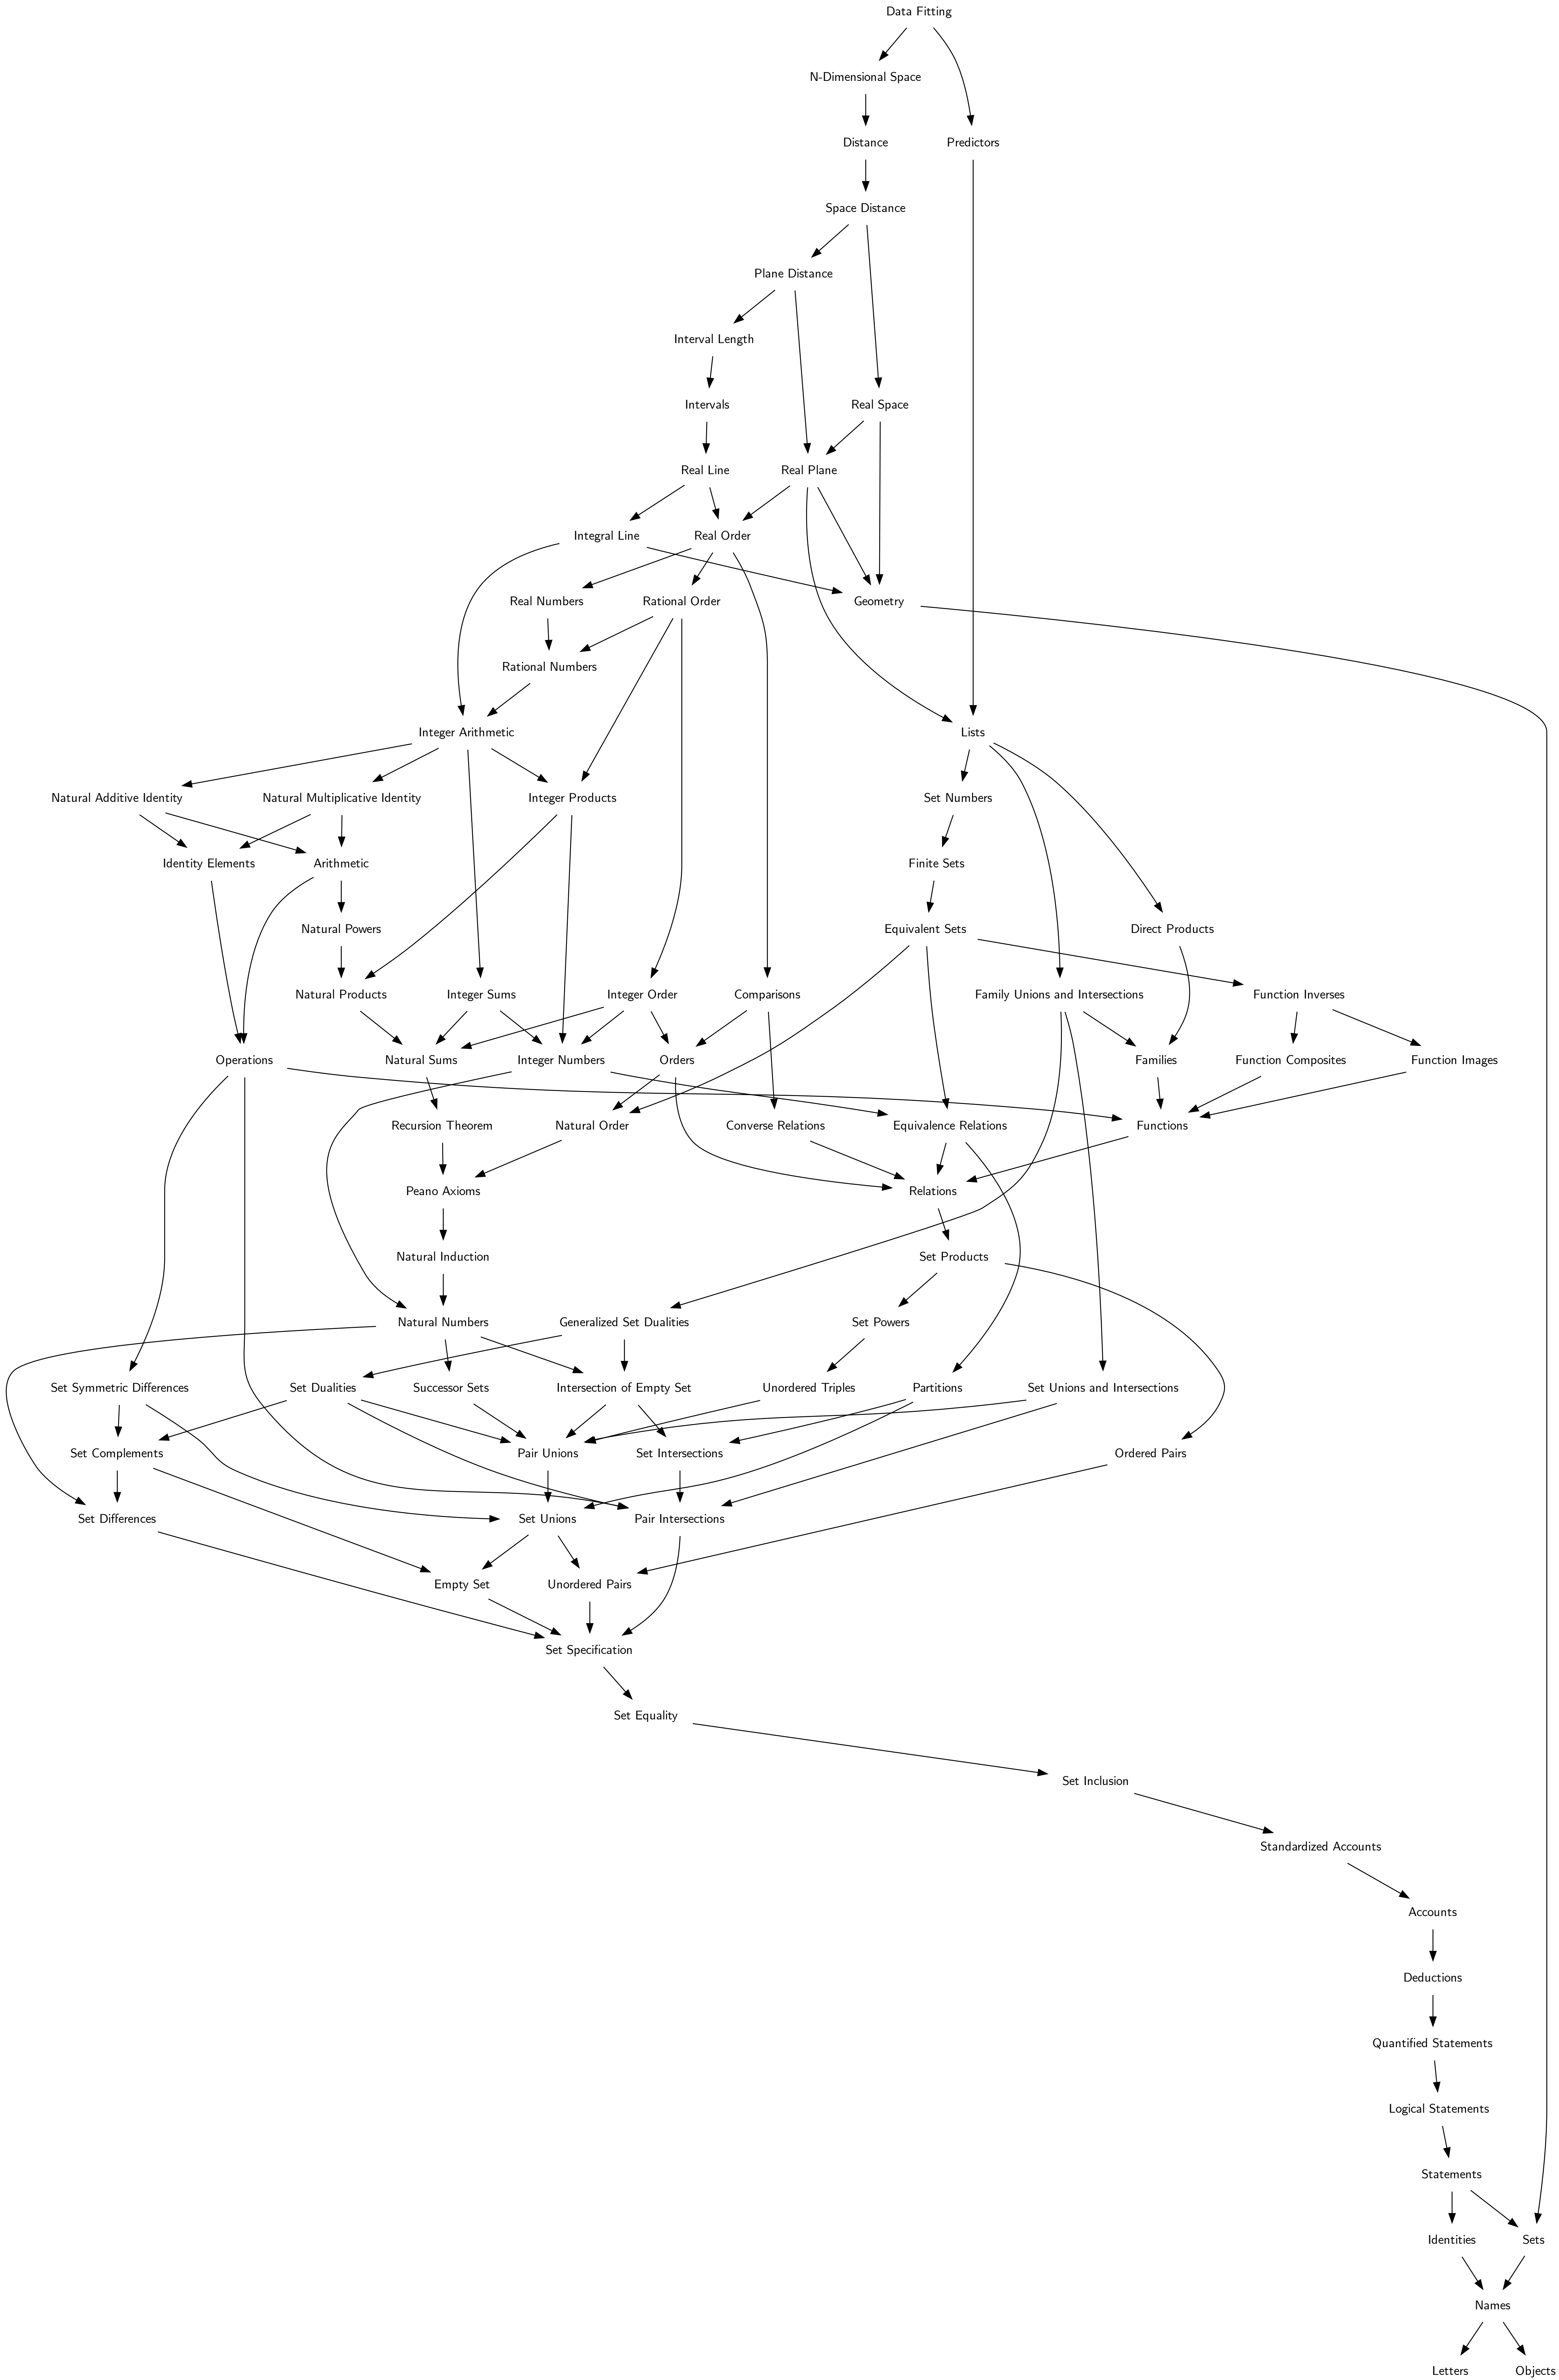 Data Fitting
N-Dimensional Space
Distance
Predictors
Space Distance
Plane Distance
Interval Length
Intervals
Real Space
Real Line
Real Plane
Integral Line
Real Order
Real Numbers
Rational Order
Geometry
Rational Numbers
Integer Arithmetic
Lists
Natural Additive Identity
Natural Multiplicative Identity
Integer Products
Set Numbers
Identity Elements
Arithmetic
Finite Sets
Natural Powers
Equivalent Sets
Direct Products
Natural Products
Integer Sums
Integer Order
Comparisons
Family Unions and Intersections
Function Inverses
Operations
Natural Sums
Integer Numbers
Orders
Families
Function Composites
Function Images
Recursion Theorem
Natural Order
Converse Relations
Equivalence Relations
Functions
Peano Axioms
Relations
Natural Induction
Set Products
Natural Numbers
Generalized Set Dualities
Set Powers
Set Symmetric Differences
Set Dualities
Successor Sets
Intersection of Empty Set
Unordered Triples
Partitions
Set Unions and Intersections
Set Complements
Pair Unions
Set Intersections
Ordered Pairs
Set Differences
Set Unions
Pair Intersections
Empty Set
Unordered Pairs
Set Specification
Set Equality
Set Inclusion
Standardized Accounts
Accounts
Deductions
Quantified Statements
Logical Statements
Statements
Identities
Sets
Names
Letters
Objects